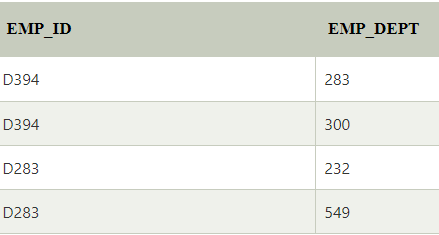 EMP_ID EMP_DEPT
D394 283
D394 300
D283 232
D283 549